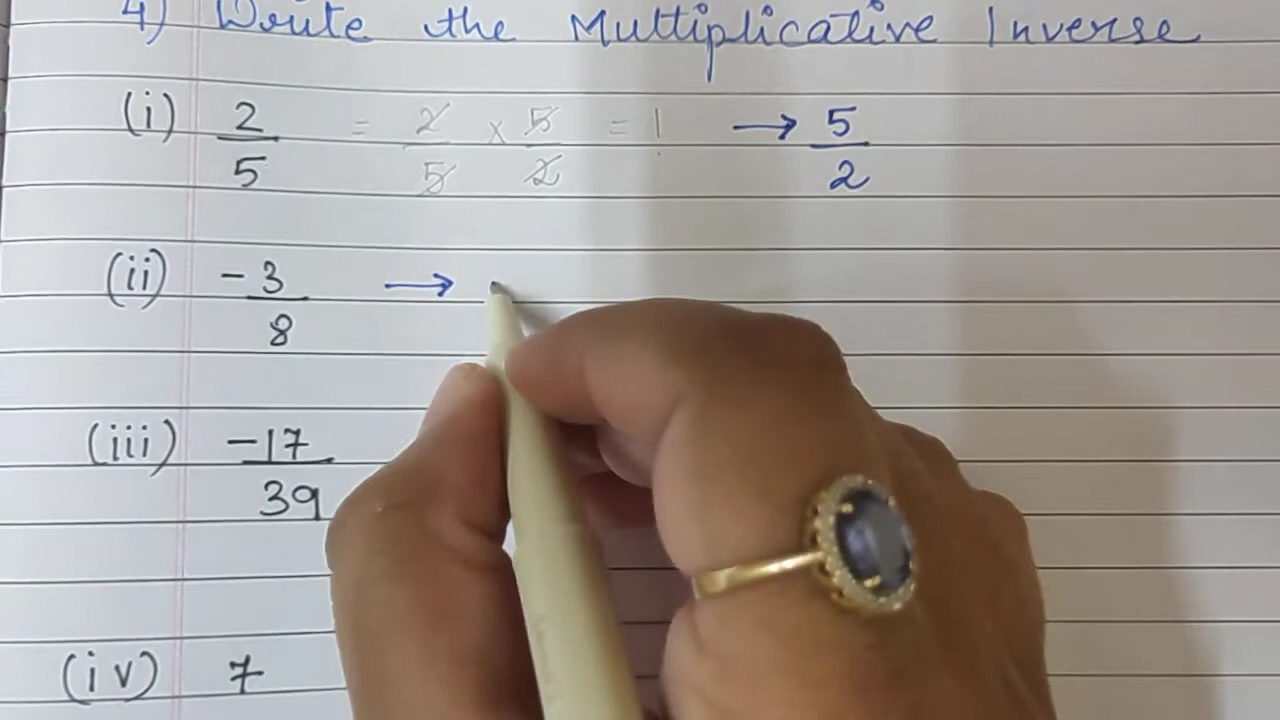 4) Write the Multiplicative Inverse
(i) 2/5 = 2/5 × 5/2 = 1 → 5/2
(ii) -3/8 →
(iii) -17/39
(iv) 7